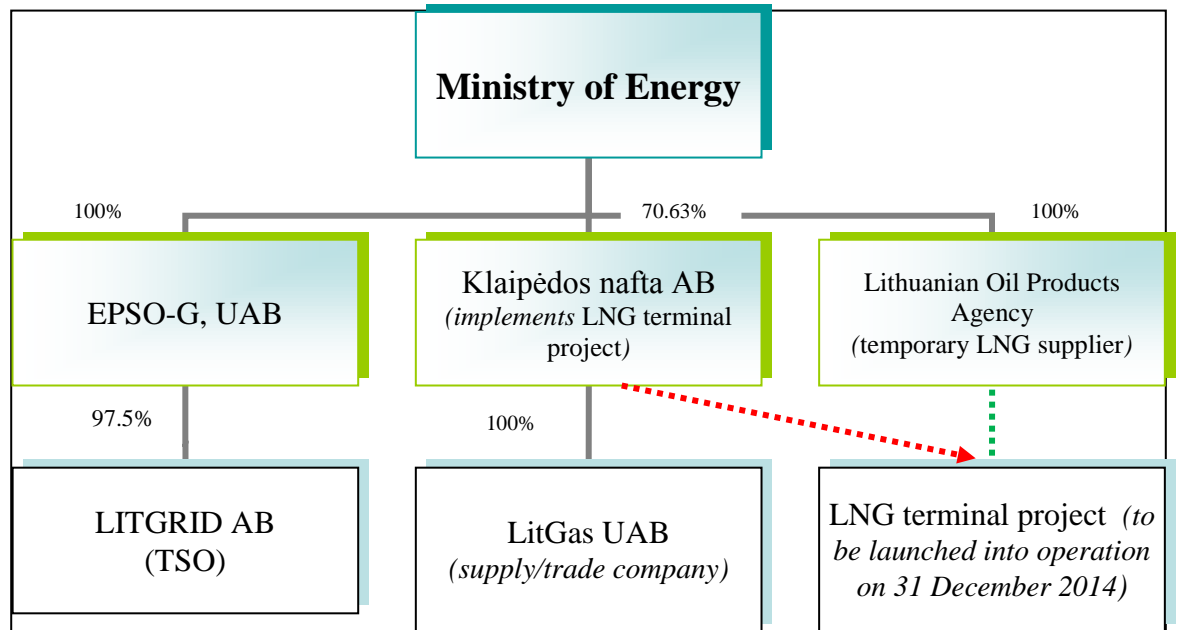 Ministry of Energy
100%
70.63%
100%
EPSO-G, UAB
Klaipėdos nafta AB
(implements LNG terminal
project)
Lithuanian Oil Products
Agency
(temporary LNG supplier)
97.5%
100%
LITGRID AB
(TSO)
LitGas UAB
(supply/trade company)
LNG terminal project (to
be launched into operation
on 31 December 2014)